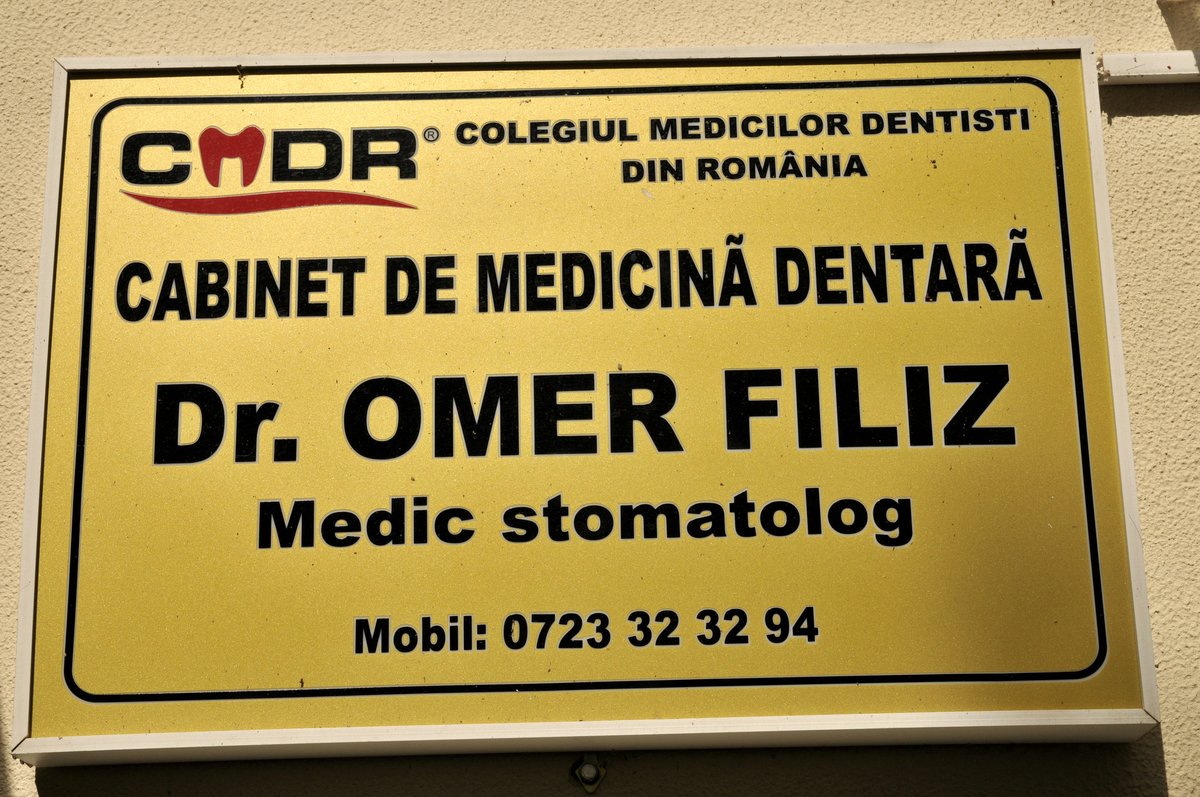 CMDR® COLEGIUL MEDICILOR DENTISTI
DIN ROMÂNIA
CABINET DE MEDICINÃ DENTARÃ
Dr. OMER FILIZ
Medic stomatolog
Mobil: 0723 32 32 94